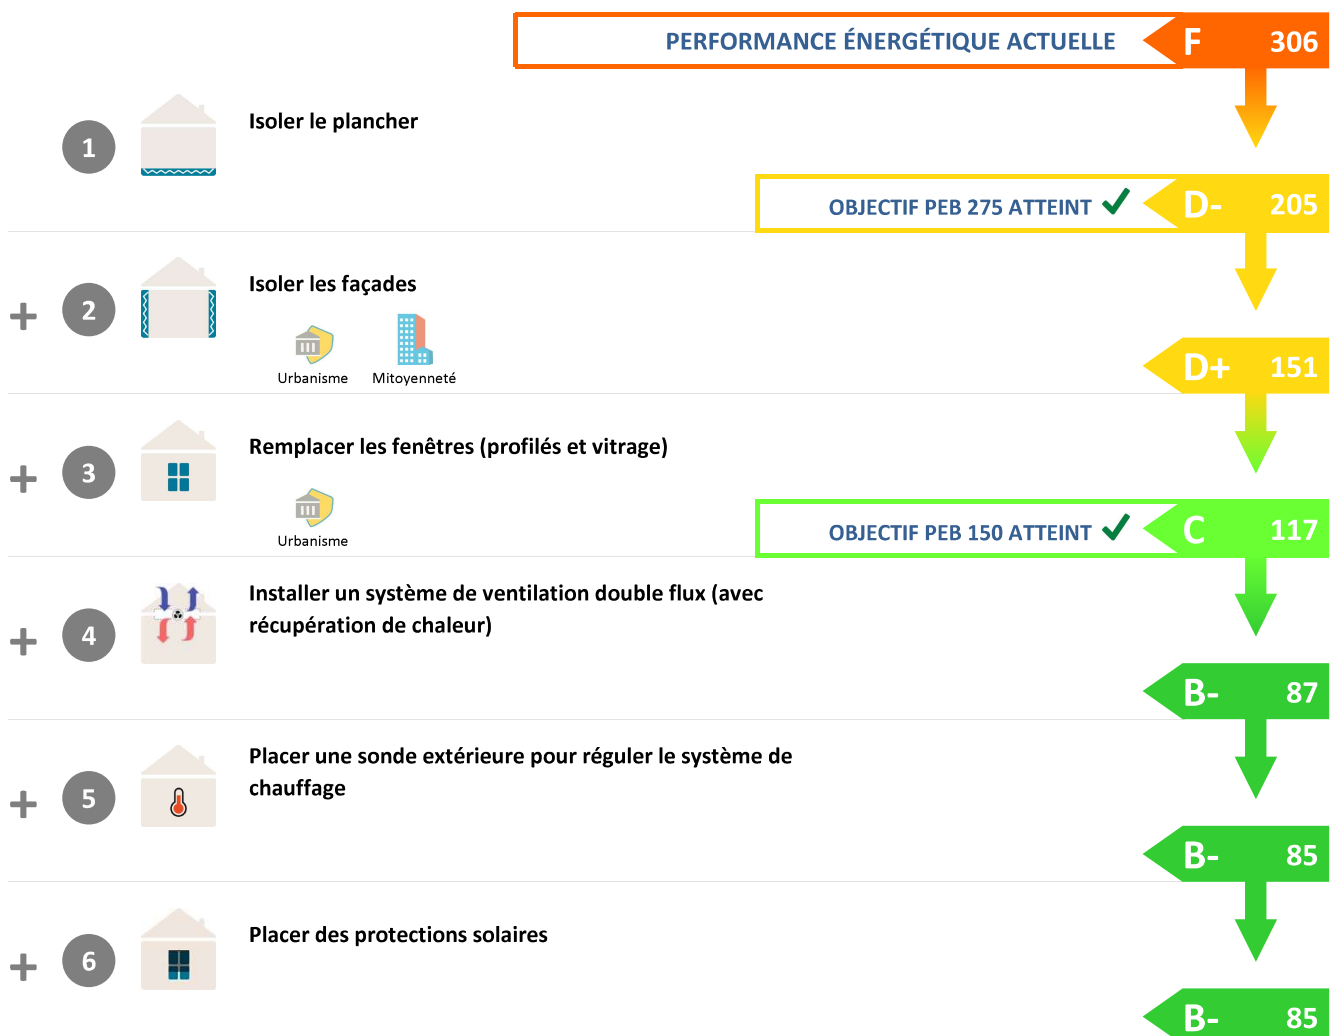 PERFORMANCE ÉNERGÉTIQUE ACTUELLE F 306
1 Isoler le plancher
OBJECTIF PEB 275 ATTEINT D- 205
+ 2 Isoler les façades
Urbanisme Mitoyenneté
D+ 151
+ 3 Remplacer les fenêtres (profilés et vitrage)
Urbanisme
OBJECTIF PEB 150 ATTEINT C 117
+ 4 Installer un système de ventilation double flux (avec
récupération de chaleur)
B- 87
+ 5 Placer une sonde extérieure pour réguler le système de
chauffage
B- 85
+ 6 Placer des protections solaires
B- 85